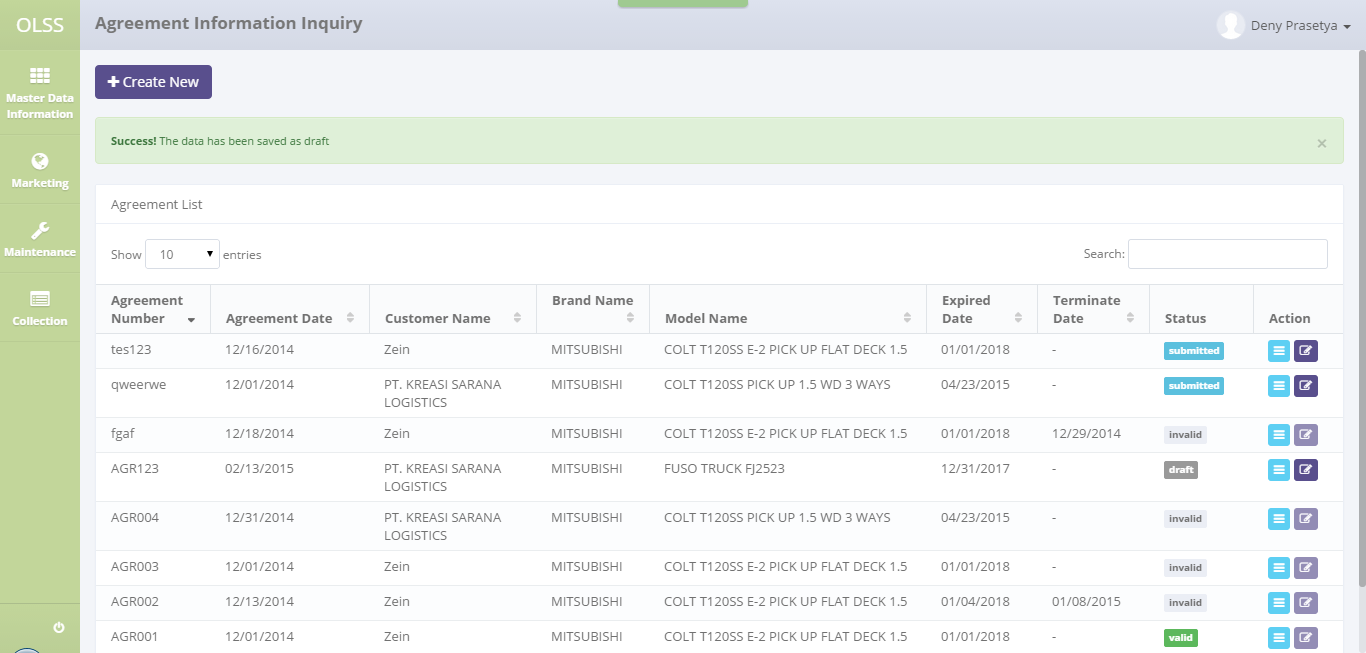 OLSS
Agreement Information Inquiry
Deny Prasetya
Master Data
Information
Marketing
Maintenance
Collection
Create New
Success! The data has been saved as draft
×
Agreement List
Show 10 entries
Search:
Agreement Number Agreement Date Customer Name Brand Name Model Name Expired Date Terminate Date Status Action
tes123 12/16/2014 Zein MITSUBISHI COLT T120SS E-2 PICK UP FLAT DECK 1.5 01/01/2018 - submitted
qweerwe 12/01/2014 PT. KREASI SARANA LOGISTICS MITSUBISHI COLT T120SS PICK UP 1.5 WD 3 WAYS 04/23/2015 - submitted
fgaf 12/18/2014 Zein MITSUBISHI COLT T120SS E-2 PICK UP FLAT DECK 1.5 01/01/2018 12/29/2014 invalid
AGR123 02/13/2015 PT. KREASI SARANA LOGISTICS MITSUBISHI FUSO TRUCK FJ2523 12/31/2017 - draft
AGR004 12/31/2014 PT. KREASI SARANA LOGISTICS MITSUBISHI COLT T120SS PICK UP 1.5 WD 3 WAYS 04/23/2015 - invalid
AGR003 12/01/2014 Zein MITSUBISHI COLT T120SS E-2 PICK UP FLAT DECK 1.5 01/01/2018 - invalid
AGR002 12/13/2014 Zein MITSUBISHI COLT T120SS E-2 PICK UP FLAT DECK 1.5 01/04/2018 01/08/2015 invalid
AGR001 12/01/2014 Zein MITSUBISHI COLT T120SS E-2 PICK UP FLAT DECK 1.5 01/01/2018 - valid